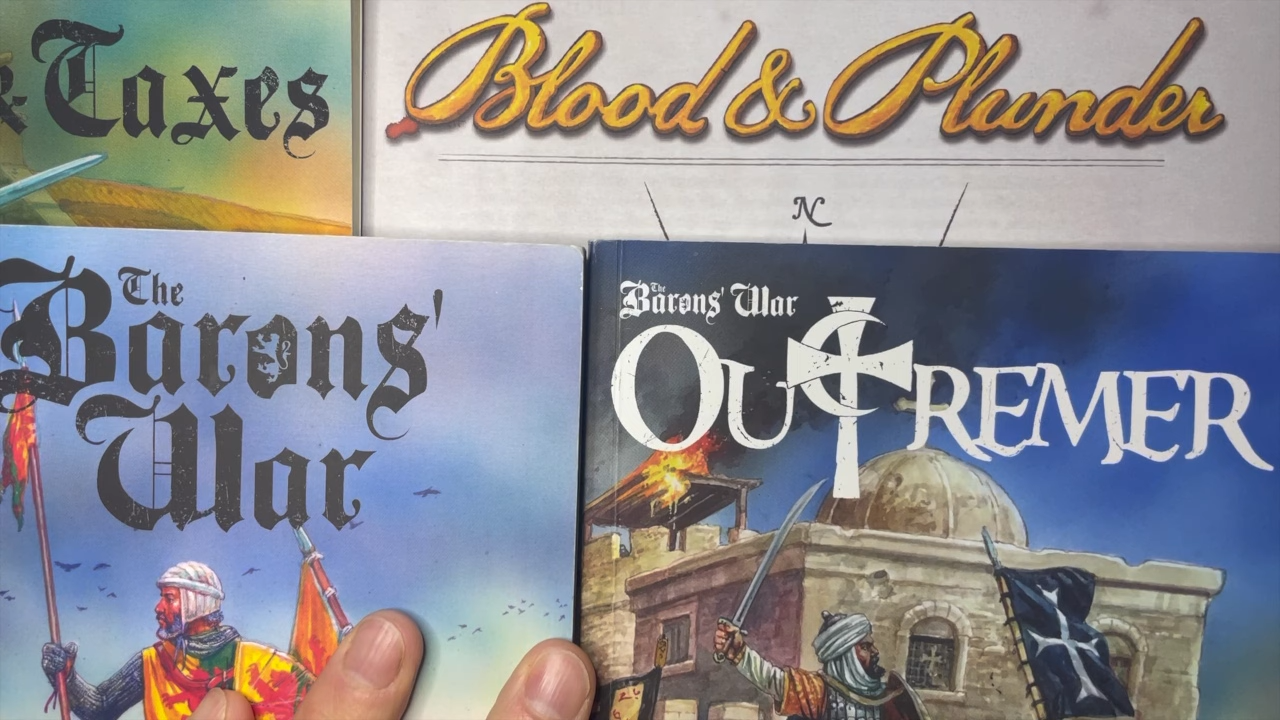 & Taxes
Blood & Plunder
N
The
Barons'
War
The
Barons' War
OUTREMER